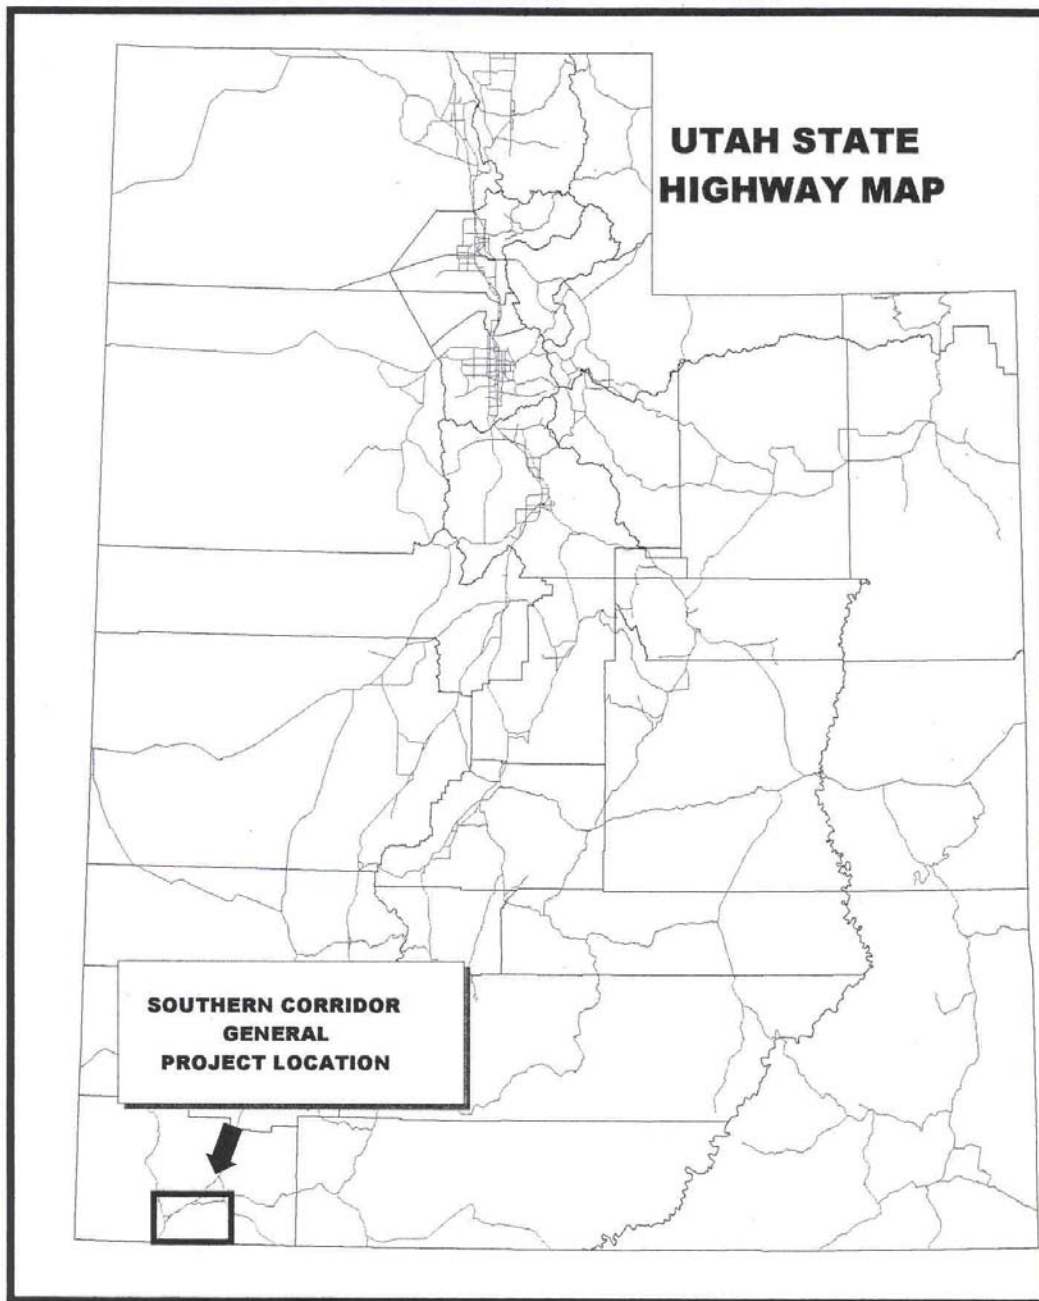 UTAH STATE
HIGHWAY MAP
SOUTHERN CORRIDOR
GENERAL
PROJECT LOCATION